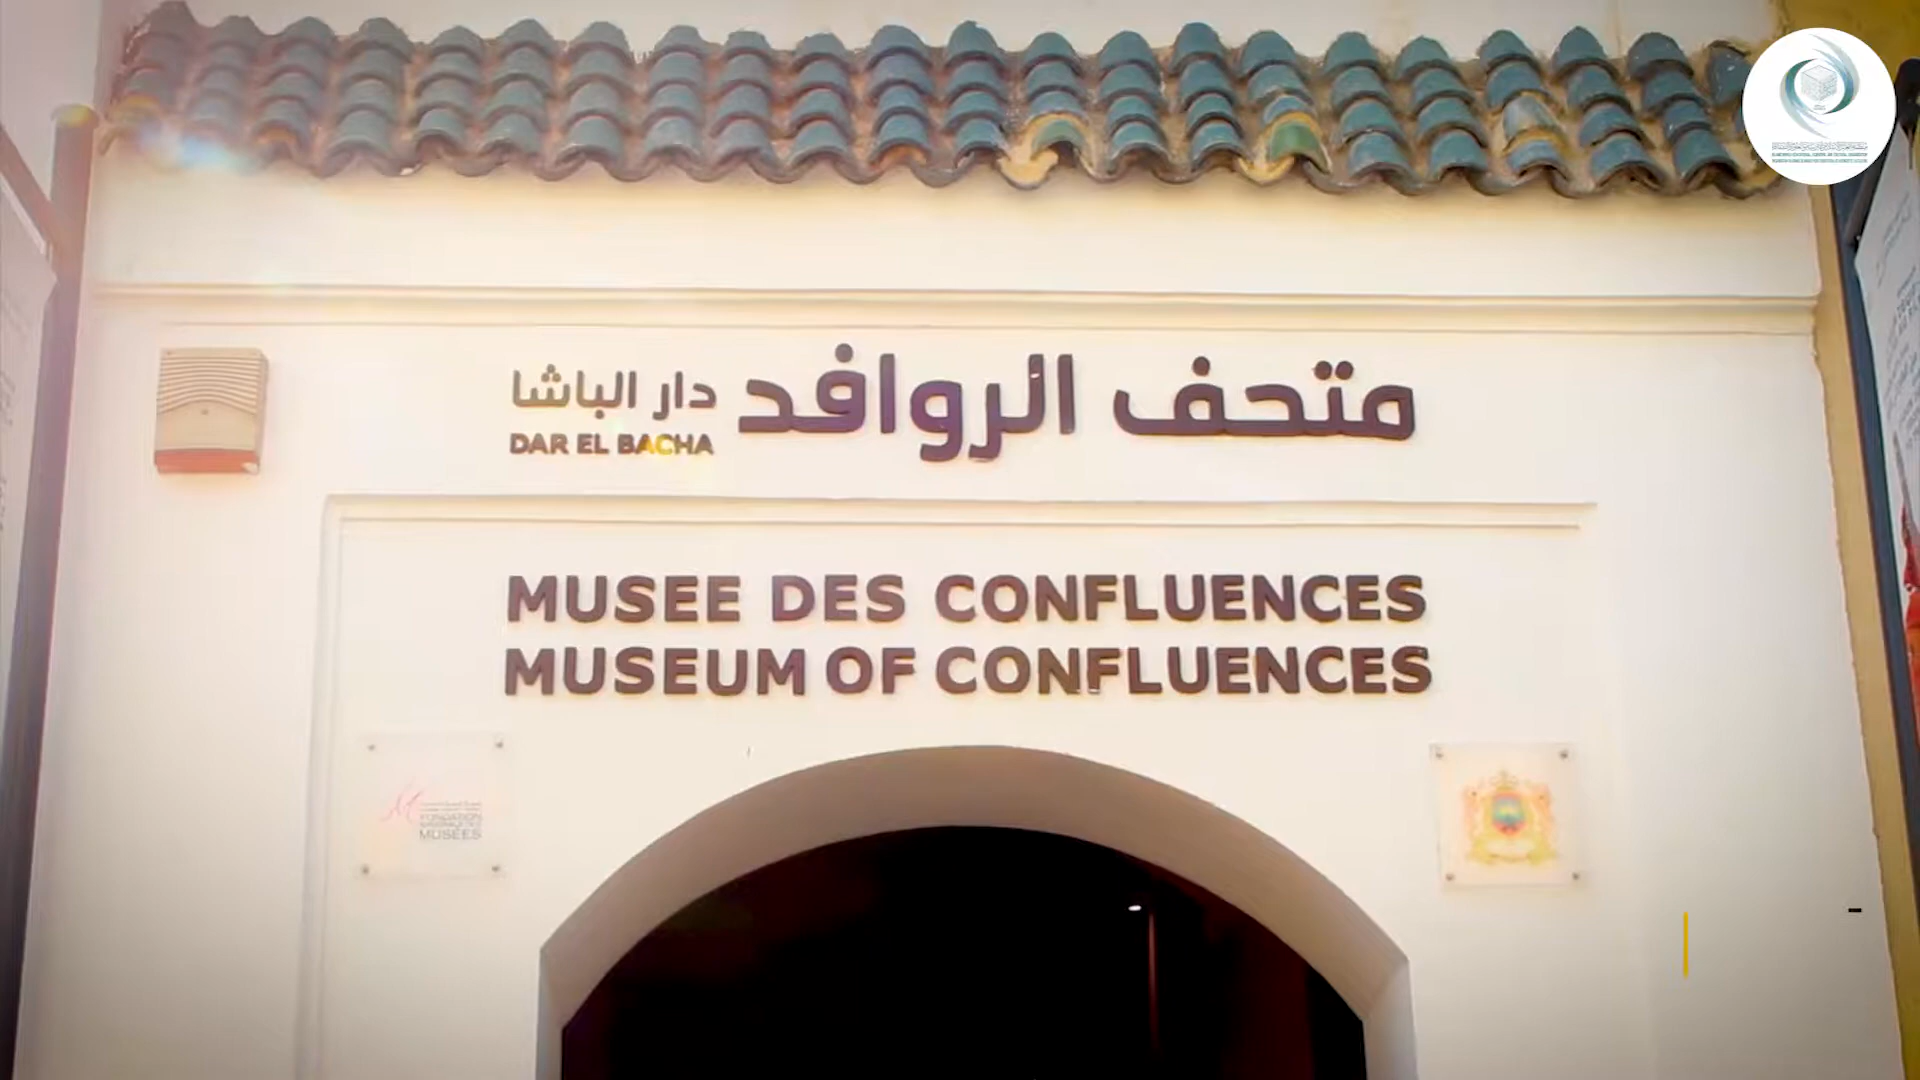 متحف الروافد
دار الباشا
DAR EL BACHA
MUSEE DES CONFLUENCES
MUSEUM OF CONFLUENCES
FONDATION
MUSÉES